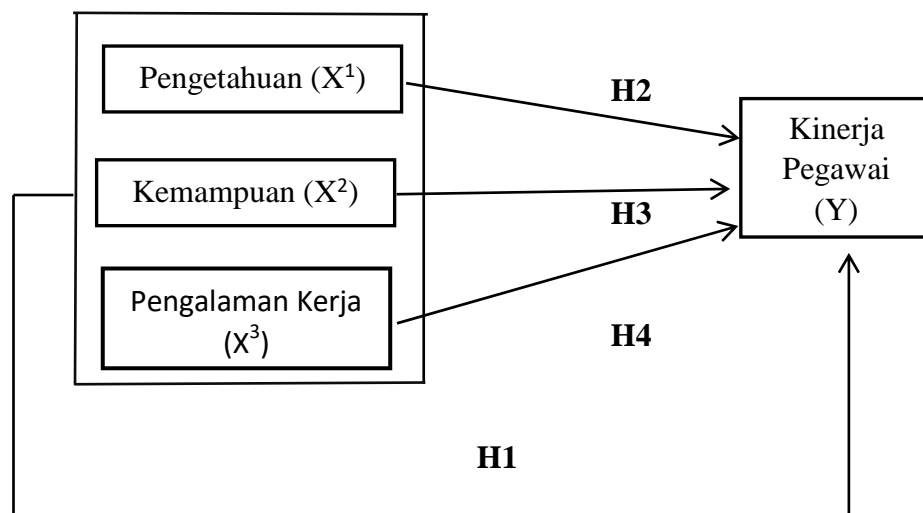 Pengetahuan (X¹)
H2
Kinerja
Pegawai
(Y)
Kemampuan (X²)
H3
Pengalaman Kerja
(X³)
H4
H1